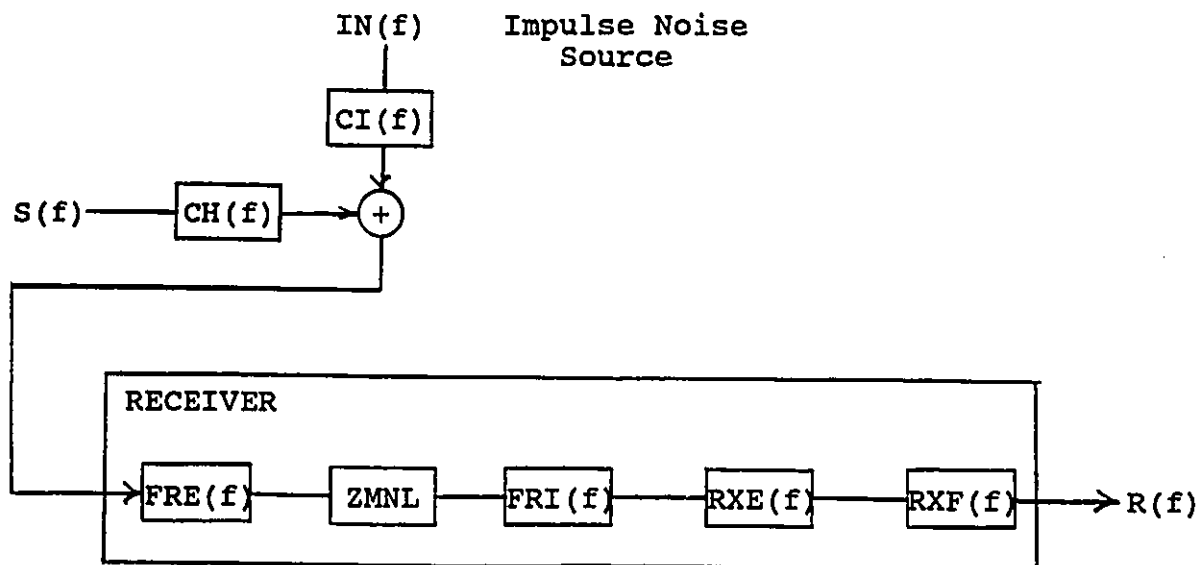 IN(f) Impulse Noise
Source
CI(f)
S(f) CH(f) +
RECEIVER
FRE(f) ZMNL FRI(f) RXE(f) RXF(f) R(f)